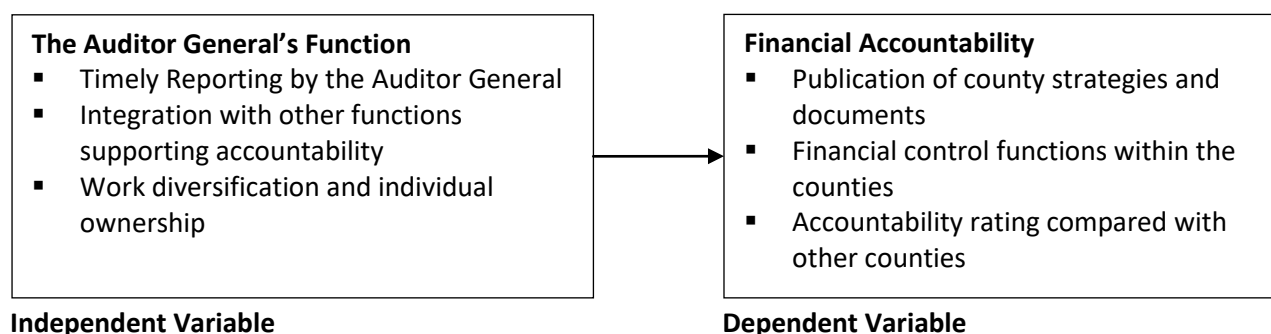 The Auditor General’s Function
▪ Timely Reporting by the Auditor General
▪ Integration with other functions
supporting accountability
▪ Work diversification and individual
ownership
Independent Variable
Financial Accountability
▪ Publication of county strategies and
documents
▪ Financial control functions within the
counties
▪ Accountability rating compared with
other counties
Dependent Variable